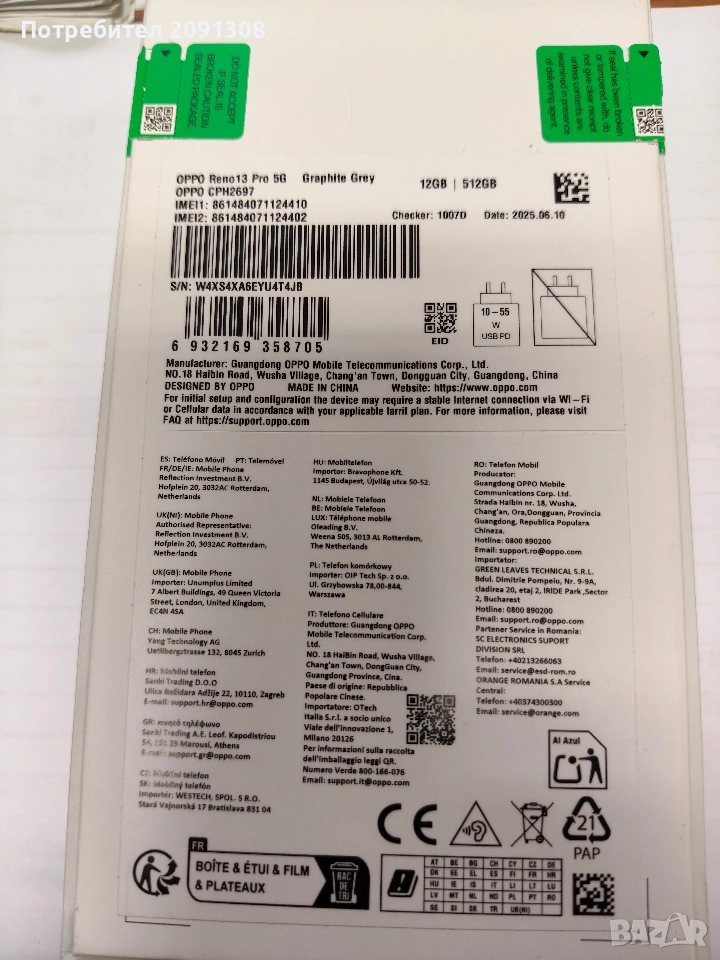 Потребител 2091308
DO NOT ACCEPT
IF SEAL IS
BROKEN CAUTION
SEALED PACKAGE
If seal has been broken
or tampered with, do
not give clear receipt
unless contents are
examined in presence
of delivering agent.
OPPO Reno13 Pro 5G Graphite Grey 12GB | 512GB
OPPO CPH2697
IMEI1: 861484071124410
IMEI2: 861484071124402 Checker: 1007D Date: 2025.06.10
S/N: W4XS4XA6EYU4T4JB
EID
10-55
W
USB PD
6 932169 358705
Manufacturer: Guangdong OPPO Mobile Telecommunications Corp., Ltd.
NO.18 Haibin Road, Wusha Village, Chang'an Town, Dongguan City, Guangdong, China
DESIGNED BY OPPO MADE IN CHINA Website: https://www.oppo.com
For initial setup and configuration the device may require a stable Internet connection via WI-Fi
or Cellular data in accordance with your applicable larril plan. For more information, please visit
FAQ at https://support.oppo.com
ES: Teléfono Móvil PT: Telemóvel
FR/DE/IE: Mobile Phone
Reflection Investment B.V.
Hofplein 20, 3032AC Rotterdam,
Netherlands
UK(NI): Mobile Phone
Authorised Representative:
Reflection Investment B.V.
Hofplein 20, 3032AC Rotterdam,
Netherlands
UK(GB): Mobile Phone
Importer: Unumplus Limited
7 Albert Buildings, 49 Queen Victoria
Street, London, United Kingdom,
EC4N 4SA
CH: Mobile Phone
Yang Technology AG
Uetlibergstrasse 132, 8045 Zurich
HR: Mobilni telefon
Sanki Trading D.O.O
Ulica Božidara Adžije 22, 10110, Zagreb
E-mail: support.hr@oppo.com
GR: κινητό τηλέφωνο
Sanki Trading A.E. Leof. Kapodistriou
54, 151 25 Marousi, Athens
E-mail: support.gr@oppo.com
CZ: Mobilní telefon
SK: Mobilný telefón
Importér: WESTECH, SPOL. S R.O.
Stará Vajnorská 17 Bratislava 831 04
HU: Mobiltelefon
Importor: Bravophone Kft.
1145 Budapest, Újvilág utca 50-52.
NL: Mobiele Telefoon
BE: Mobiele Telefoon
LUX: Téléphone mobile
Oleading B.V.
Weena 505, 3013 AL Rotterdam,
The Netherlands
PL: Telefon komórkowy
Importer: OIP Tech Sp. z o.o.
Ul. Grzybowska 78,00-844,
Warszawa
IT: Telefono Cellulare
Produttore: Guangdong OPPO
Mobile Telecommunication Corp.
Ltd.
NO. 18 HaiBin Road, Wusha Village,
Chang'an Town, DongGuan City,
Guangdong Province, Cina.
Paese di origine: Repubblica
Popolare Cinese.
Importatore: OTech
Italia S.r.l. a socio unico
Viale dell'innovazione 1,
Milano 20126
Per informazioni sulla raccolta
dell'imballaggio leggi QR.
Numero Verde 800-166-076
Email: support.it@oppo.com
RO: Telefon Mobil
Producator:
Guangdong OPPO Mobile
Communications Corp. Ltd.
Strada Haibin nr. 18, Wusha,
Chang'an, Ora,Dongguan, Provincia
Guangdong, Republica Populara
Chineza.
Hotline: 0800 890200
Email: support.ro@oppo.com
Importator:
GREEN LEAVES TECHNICAL S.R.L.
Bdul. Dimitrie Pompeiu, Nr. 9-9A,
cladirea 20, etaj 2, IRIDE Park ,Sector
2, Bucharest
Hotline: 0800 890200
Email: support.ro@oppo.com
Partener Service in Romania:
SC ELECTRONICS SUPORT
DIVISION SRL
Telefon: +40213266063
Email: service@esd-rom.ro
ORANGE ROMANIA S.A Service
Central:
Telefon: +40374300300
Email: service@orange.com
Al Azul
CE
21
PAP
FR
BOÎTE & ÉTUI & FILM
& PLATEAUX
BAC
DE
TRI
AT BE BG CH CY CZ DE
DK EE EL ES FI FR HR
HU IE IS IT LI LT LU
LV MT NL NO PL PT RO
SE SI SK TR UK(NI)
BAZAR